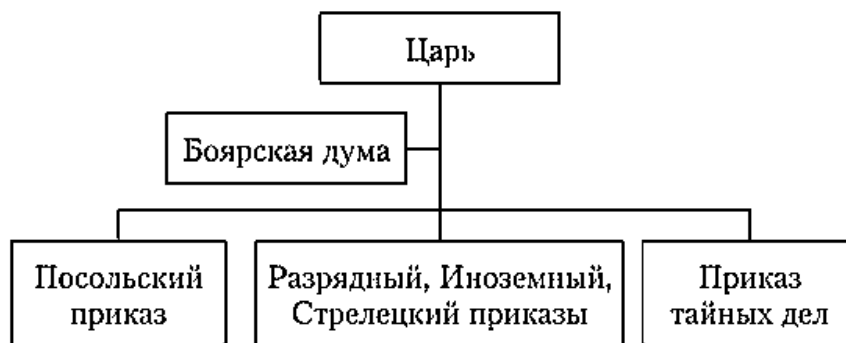 Царь
Боярская дума
Посольский
приказ
Разрядный, Иноземный,
Стрелецкий приказы
Приказ
тайных дел